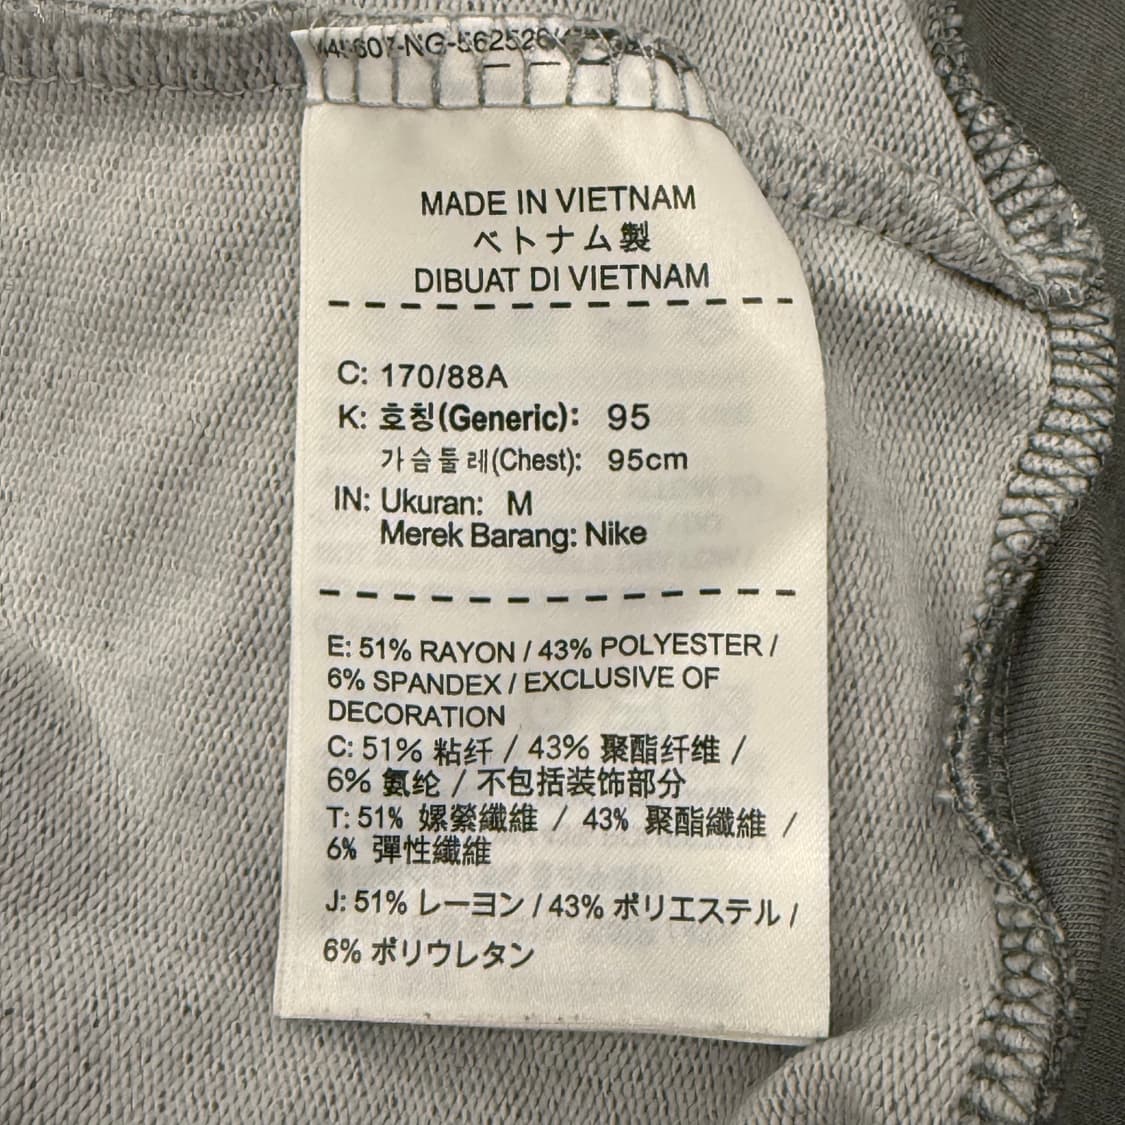 MADE IN VIETNAM
ベトナム製
DIBUAT DI VIETNAM
C: 170/88A
K: 호칭(Generic): 95
가슴둘레(Chest): 95cm
IN: Ukuran: M
Merek Barang: Nike
E: 51% RAYON / 43% POLYESTER /
6% SPANDEX / EXCLUSIVE OF
DECORATION
C: 51% 粘纤 / 43% 聚酯纤维 /
6% 氨纶 / 不包括装饰部分
T: 51% 嫘縈纖維 / 43% 聚酯纖維 /
6% 彈性纖維
J: 51% レーヨン / 43% ポリエステル /
6% ポリウレタン